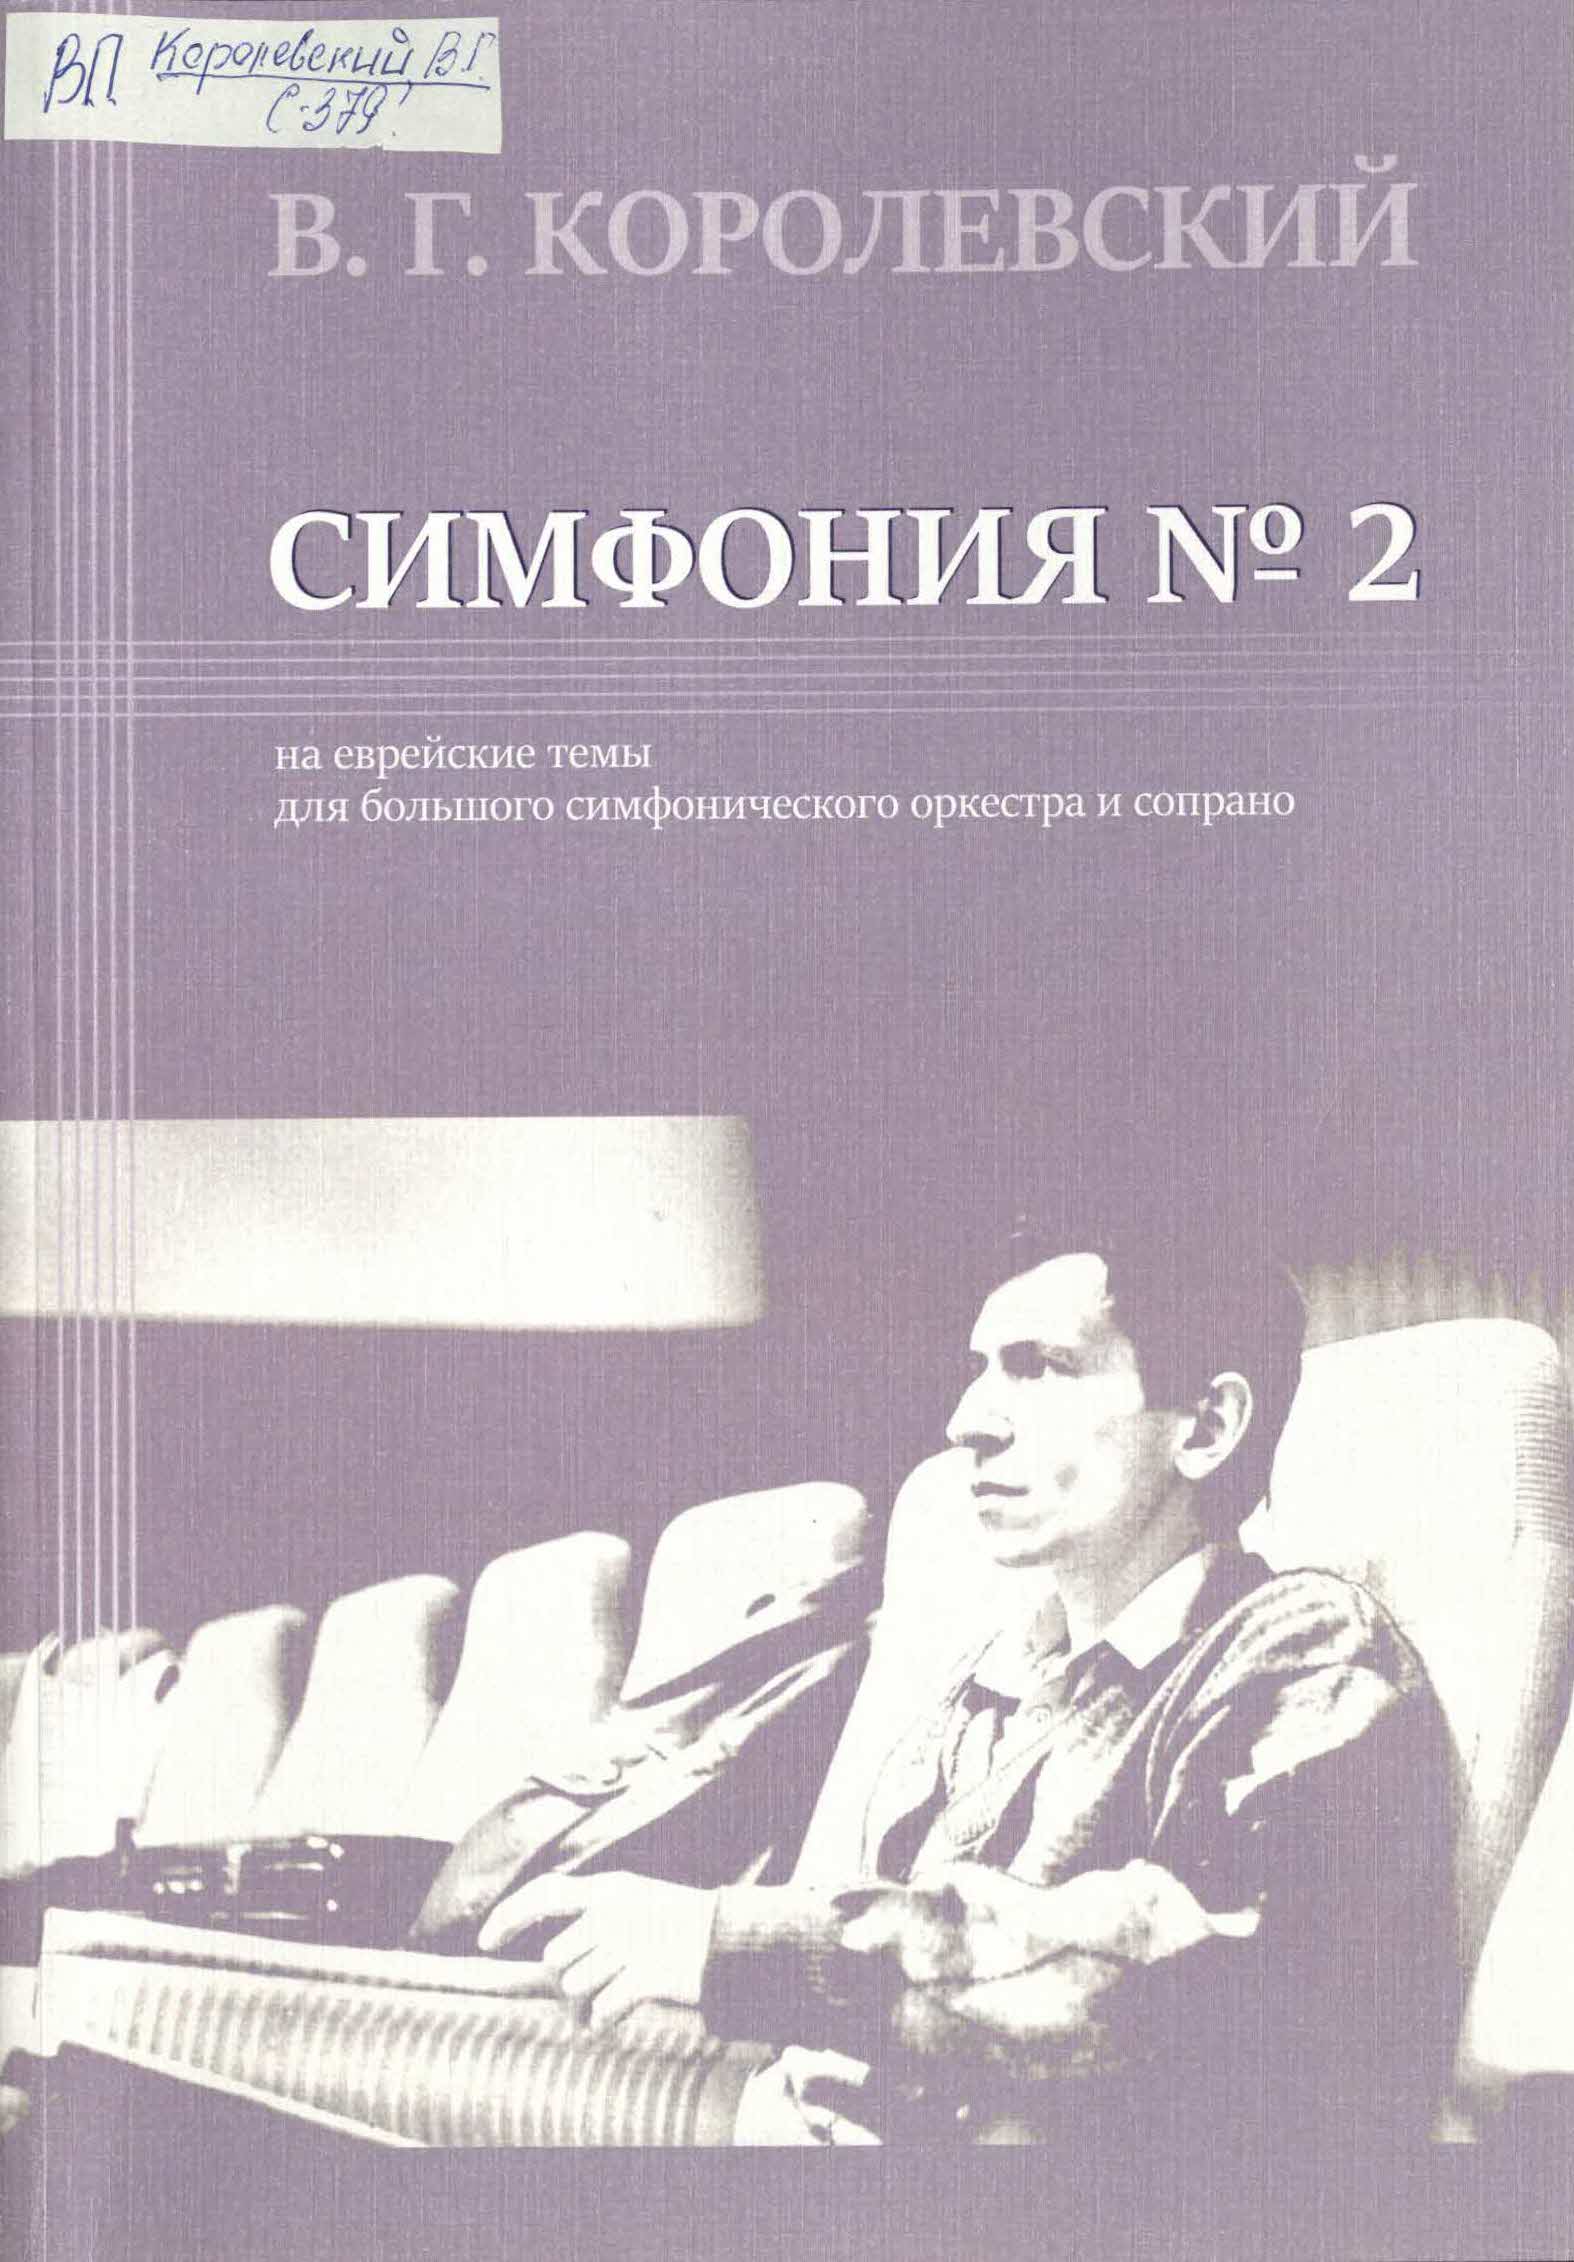 ВП Королевский, В.Г.
С-379
В. Г. КОРОЛЕВСКИЙ
СИМФОНИЯ № 2
на еврейские темы
для большого симфонического оркестра и сопрано